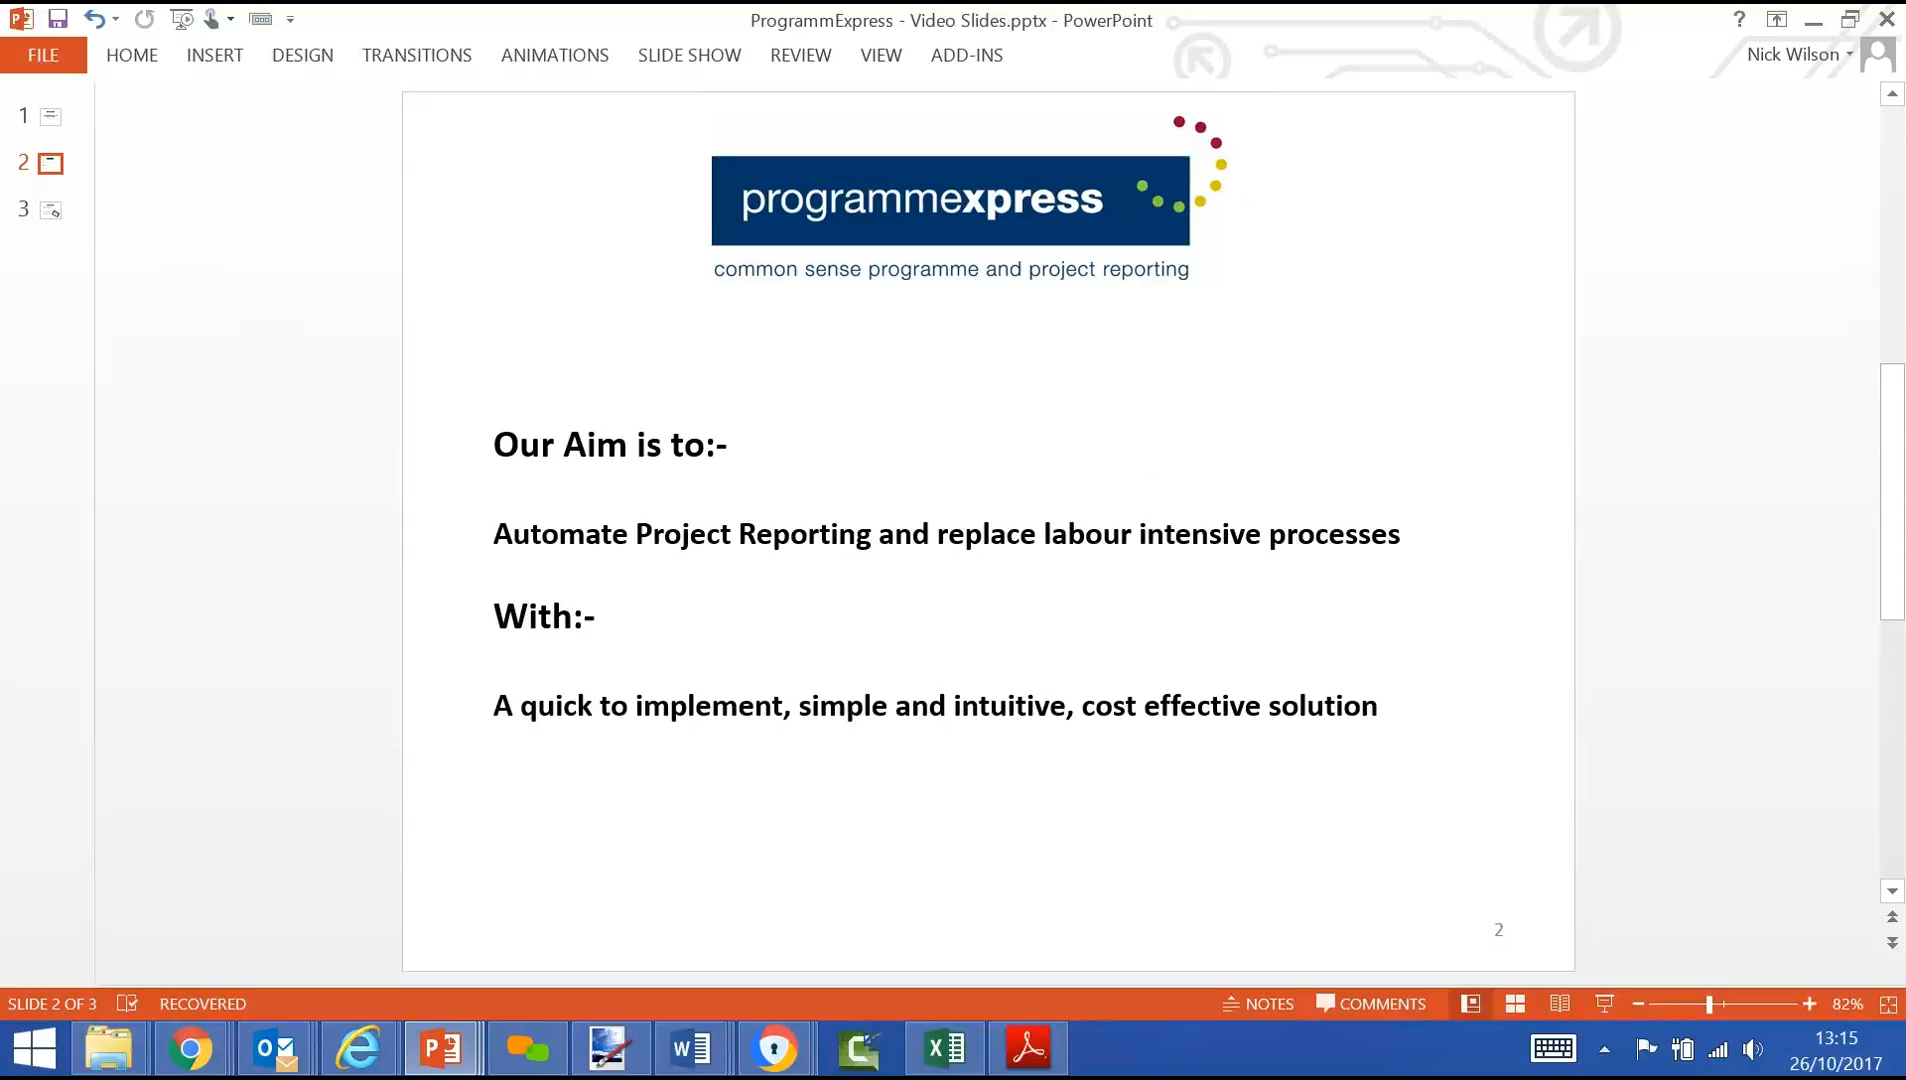 ProgrammExpress - Video Slides.pptx - PowerPoint
FILE HOME INSERT DESIGN TRANSITIONS ANIMATIONS SLIDE SHOW REVIEW VIEW ADD-INS Nick Wilson
1
2
3
programmexpress
common sense programme and project reporting
Our Aim is to:-
Automate Project Reporting and replace labour intensive processes
With:-
A quick to implement, simple and intuitive, cost effective solution
2
SLIDE 2 OF 3 RECOVERED NOTES COMMENTS 82%
13:15
26/10/2017